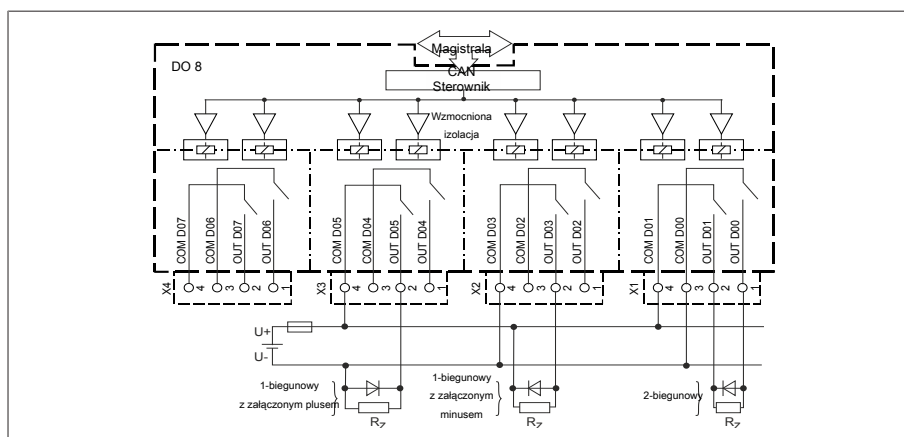 Magistrala
DO 8
CAN
Sterownik
Wzmocniona
izolacja
COM D07
COM D06
OUT D07
OUT D06
COM D05
COM D04
OUT D05
OUT D04
COM D03
COM D02
OUT D03
OUT D02
COM D01
COM D00
OUT D01
OUT D00
X4
4
3
2
1
X3
4
3
2
1
X2
4
3
2
1
X1
4
3
2
1
U+
U-
1-biegunowy
z załączonym plusem
RZ
1-biegunowy
z załączonym
minusem
RZ
2-biegunowy
RZ